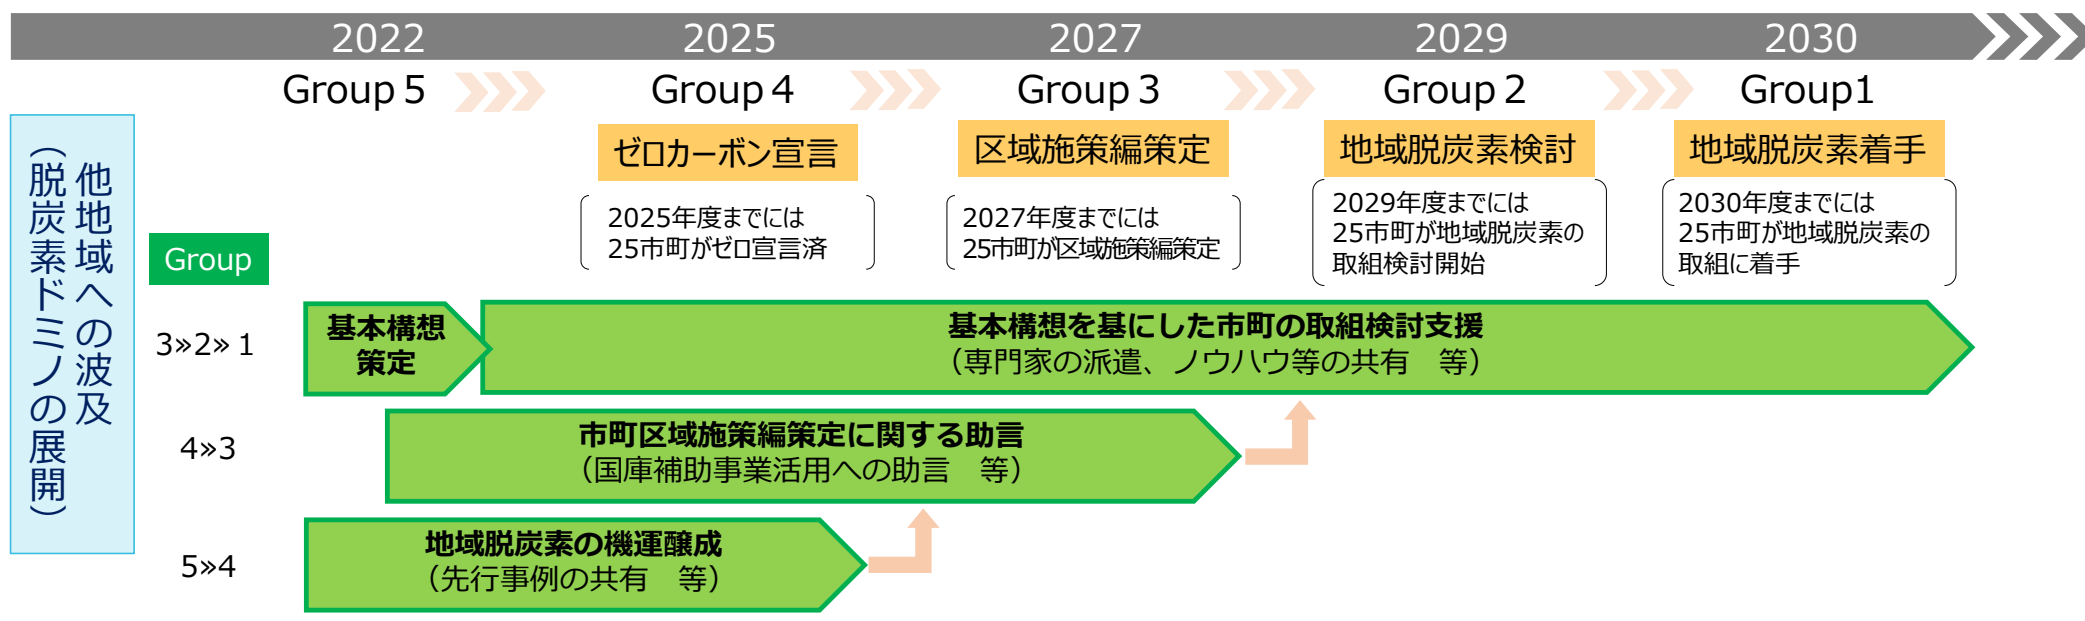 2022 2025 2027 2029 2030
Group 5 Group 4 Group 3 Group 2 Group1
ゼロカーボン宣言
区域施策編策定
地域脱炭素検討
地域脱炭素着手
2025年度までには
25市町がゼロ宣言済
2027年度までには
25市町が区域施策編策定
2029年度までには
25市町が地域脱炭素の
取組検討開始
2030年度までには
25市町が地域脱炭素の
取組に着手
他地域への波及
（脱炭素ドミノの展開）
Group
3»2» 1
基本構想
策定
基本構想を基にした市町の取組検討支援
（専門家の派遣、ノウハウ等の共有　等）
4»3
市町区域施策編策定に関する助言
（国庫補助事業活用への助言　等）
5»4
地域脱炭素の機運醸成
（先行事例の共有　等）